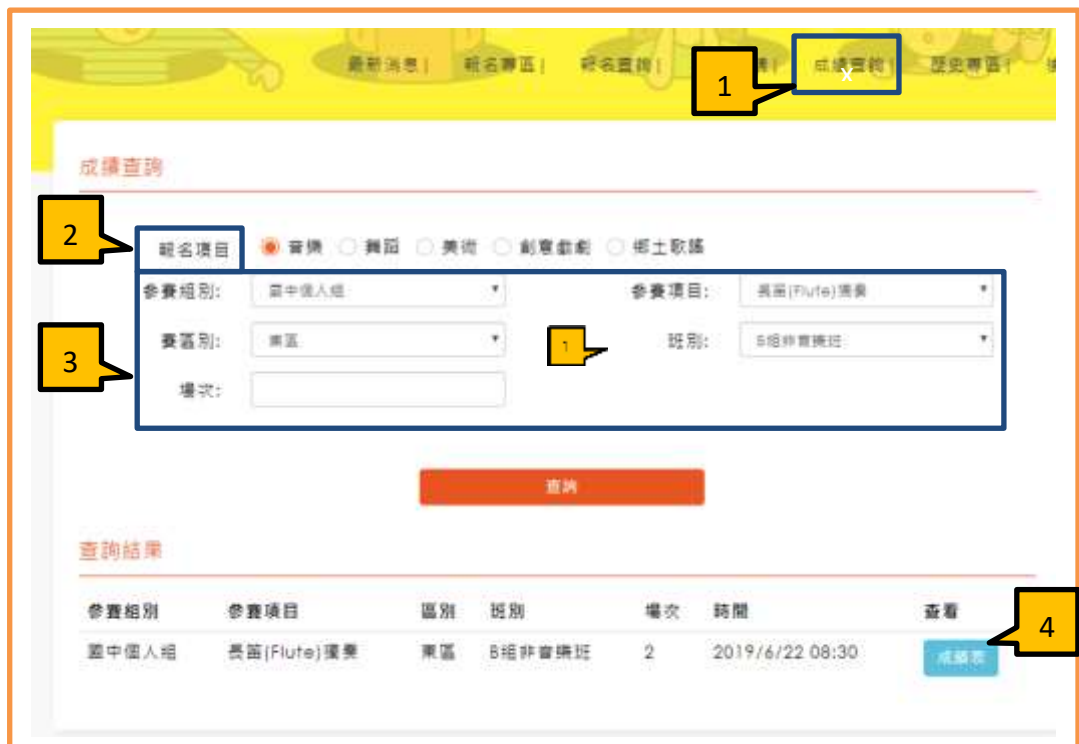 最新消息| 報名專區| 報名查詢| 成績查詢| 歷史專區|
1
x
成績查詢
2
報名項目 音樂 舞蹈 美術 創意戲劇 鄉土歌謠
參賽組別: 國中個人組 參賽項目: 長笛(Flute)獨奏
3
賽區別: 東區 1 班別: B組非音樂班
場次:
查詢
查詢結果
參賽組別 參賽項目 區別 班別 場次 時間 查看
4
國中個人組 長笛(Flute)獨奏 東區 B組非音樂班 2 2019/6/22 08:30 成績表